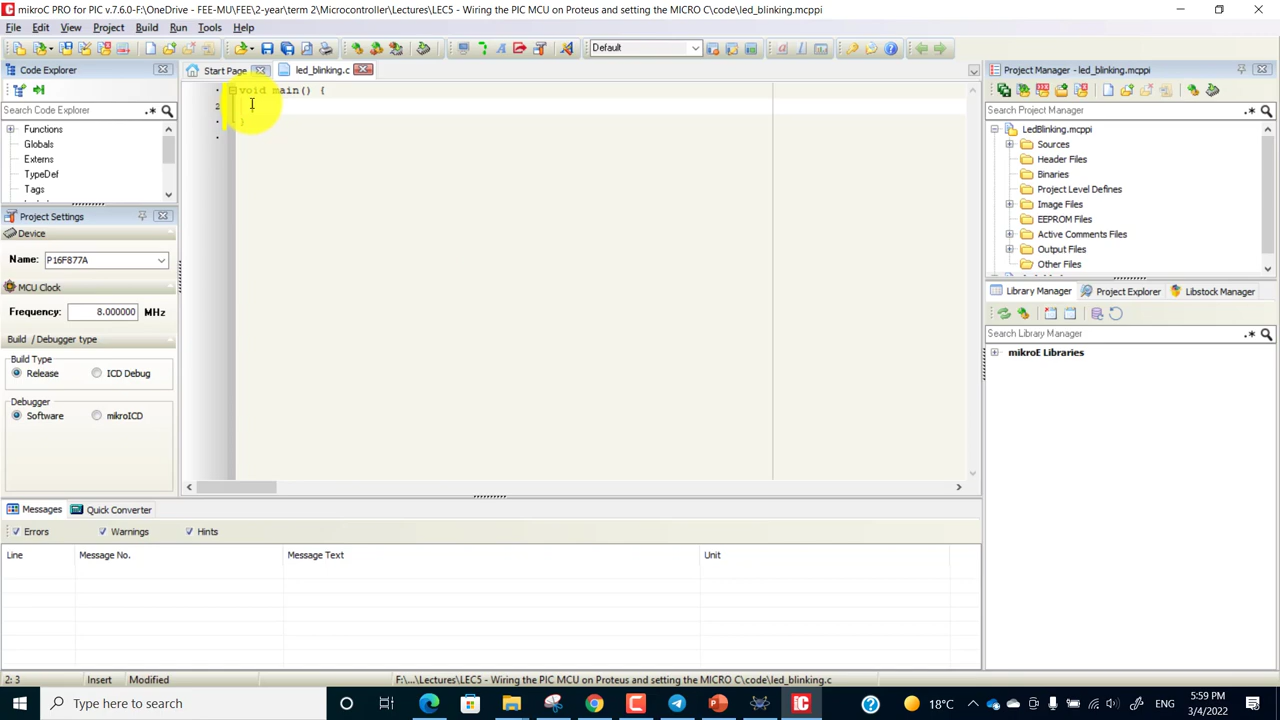 mikroC PRO for PIC v.7.6.0-F:\OneDrive - FEE-MU\FEE\2-year\term 2\Microcontroller\Lectures\LEC5 - Wiring the PIC MCU on Proteus and setting the MICRO C\code\led_blinking.mcppi
File Edit View Project Build Run Tools Help
Default
Code Explorer
Start Page
led_blinking.c
Project Manager - led_blinking.mcppi
void main() {
2
}
Search Code Explorer
Functions
Globals
Externs
TypeDef
Tags
Search Project Manager
LedBlinking.mcppi
Sources
Header Files
Binaries
Project Level Defines
Image Files
EEPROM Files
Active Comments Files
Output Files
Other Files
Project Settings
Device
Name: P16F877A
MCU Clock
Frequency: 8.000000 MHz
Build / Debugger type
Build Type
Release ICD Debug
Debugger
Software mikroICD
Library Manager Project Explorer Libstock Manager
Search Library Manager
mikroE Libraries
Messages Quick Converter
Errors Warnings Hints
Line Message No. Message Text Unit
2: 3 Insert Modified F:\...\Lectures\LEC5 - Wiring the PIC MCU on Proteus and setting the MICRO C\code\led_blinking.c
Type here to search
18°C
ENG
5:59 PM
3/4/2022